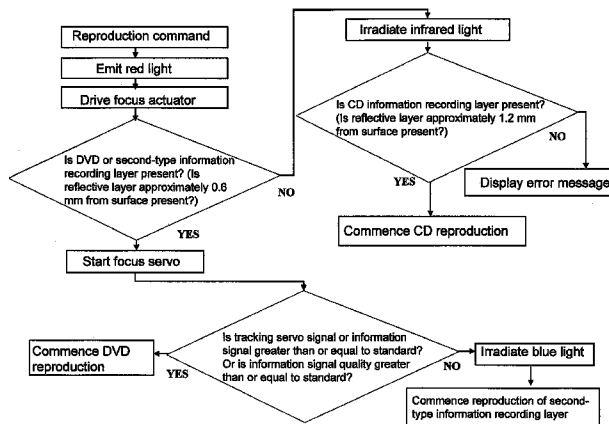 Reproduction command
Emit red light
Drive focus actuator
Is DVD or second-type information
recording layer present? (Is
reflective layer approximately 0.6
mm from surface present?)
NO
YES
Irradiate infrared light
Is CD information recording layer present?
(Is reflective layer approximately 1.2 mm
from surface present?)
NO
YES
Display error message
Commence CD reproduction
Start focus servo
Is tracking servo signal or information
signal greater than or equal to standard?
Or is information signal quality greater
than or equal to standard?
YES
NO
Commence DVD
reproduction
Irradiate blue light
Commence reproduction of second-
type information recording layer